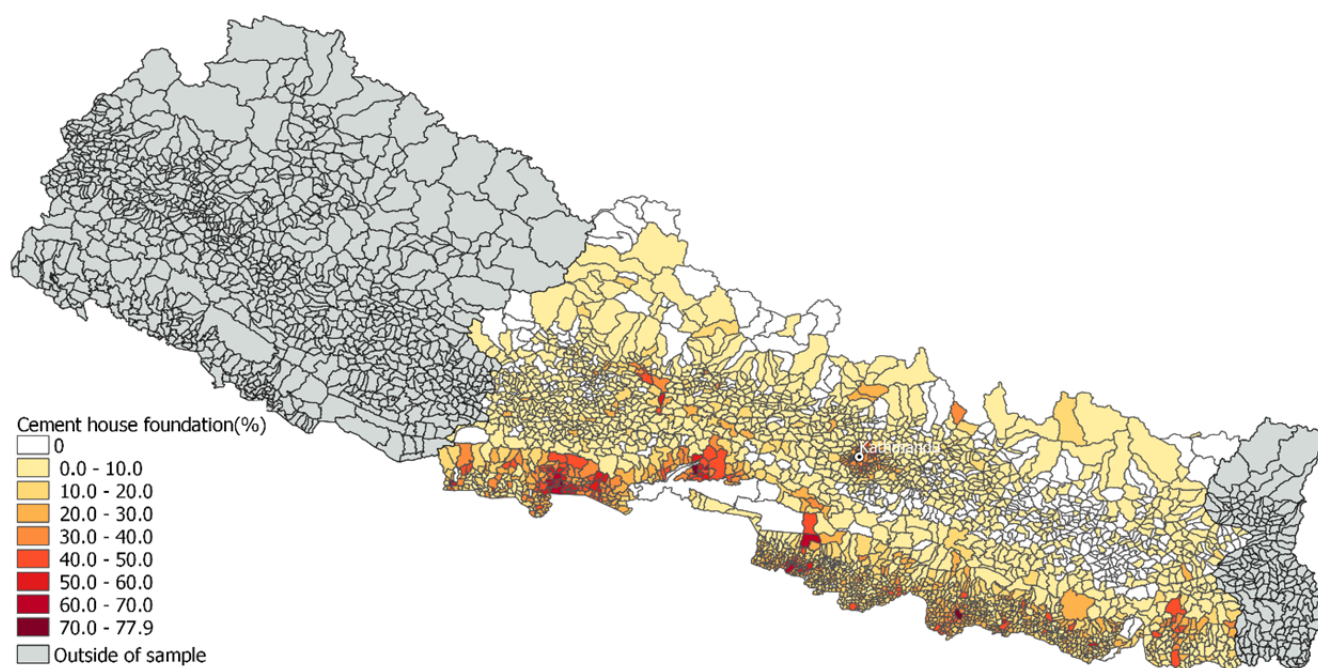 Kathmandu
Cement house foundation(%)
0
0.0 - 10.0
10.0 - 20.0
20.0 - 30.0
30.0 - 40.0
40.0 - 50.0
50.0 - 60.0
60.0 - 70.0
70.0 - 77.9
Outside of sample